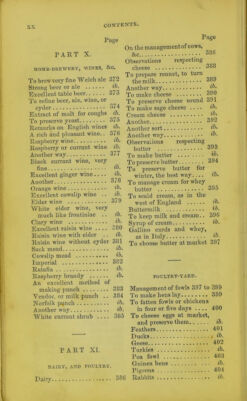 XX.
CONTENTS.
Page
PART X.
HOME-BREWERY, WINES, &c.
To brew very fine Welsh ale 372
Strong beer or ale ...... ib.
Excellent table beer...... 373
To refine beer, ale, wine, or
cyder ................ 374
Extract of malt for coughs ib.
To preserve yeast........ 375
Remarks on English wines ib.
A rich and pleasant wine. 376
Raspberry wine.......... ib.
Raspberry or currant wine ib.
Another way............ 377
Black currant wine, very
fine.................. ib.
Excellent ginger wine.... ib.
Another................ 378
Orange wine............ ib.
Excellent cowslip wine .. ib.
Elder wine ............ 379
White elder wine, very
much like frontiniac .. ib.
Clary wine ............ ib.
Excellent raisin wine .... 380
Raisin wine with elder .. ib.
Raisin wine without cyder 381
Sack mead.............. ib.
Cowslip mead .......... ib.
Imperial .............. 382
Ratafia ................ ib.
Raspberry brandy ...... ib.
An excellent method of
making punch ........ 383
Verdor, or milk punch .. 384
Norfolk punch .......... ib.
Another way............ ib.
White currant shrub .... 385
PART XI.
DAIRY, AND POULTRY.
Dairy.................. 386
Page
On the management of cows,
&c................... 386
Observations respecting
cheese ................ 388
To prepare rennet, to turn
the milk.............. 389
Another way............ ib.
To make cheese ........ 390
To preserve cheese sound 391
To make sage cheese .... ib.
Cream cheese .......... ib.
Another................ 392
Another sort............ ib.
Another way............ ib.
Observations respecting
butter ................ 393
To make butter ........ ib.
To preserve butter ...... 394
To preserve butter for
winter, the best way.... ib.
To manage cream for whey
butter ................ 395
To scald cream, as in the
west of England ...... ib.
Buttermilk.............. ib.
To keep milk and cream.. 396
Syrup of cream.......... ib.
Gallino curds and whey,
as in Italy............ ib.
To choose butter at market 397
POULTRY-YARD.
Management of fowls 397 to 399
To make hens lay........ 399
To fatten fowls or chickens
in four or five days .... 400
To choose eggs at market,
and preserve them...... ib.
Feathers................ 401
Ducks.................. ib.
Geese.................. 402
Turkies ................ ib.
Pea fowl .............. 403
Guinea hens ............ ib.
Pigeons ................ 404
Rabbits ................ ib.